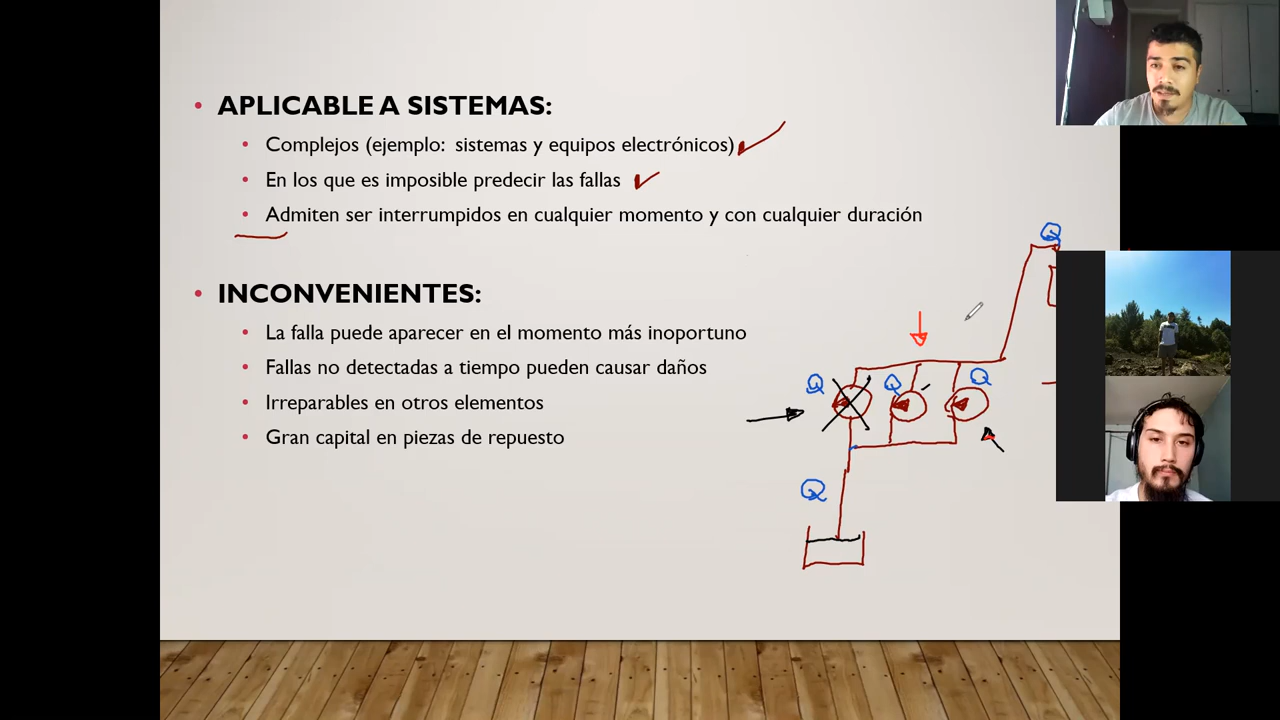 APLICABLE A SISTEMAS:
Complejos (ejemplo: sistemas y equipos electrónicos)
En los que es imposible predecir las fallas
Admiten ser interrumpidos en cualquier momento y con cualquier duración
Q
INCONVENIENTES:
La falla puede aparecer en el momento más inoportuno
Fallas no detectadas a tiempo pueden causar daños
Q Q Q
Irreparables en otros elementos
Gran capital en piezas de repuesto
Q